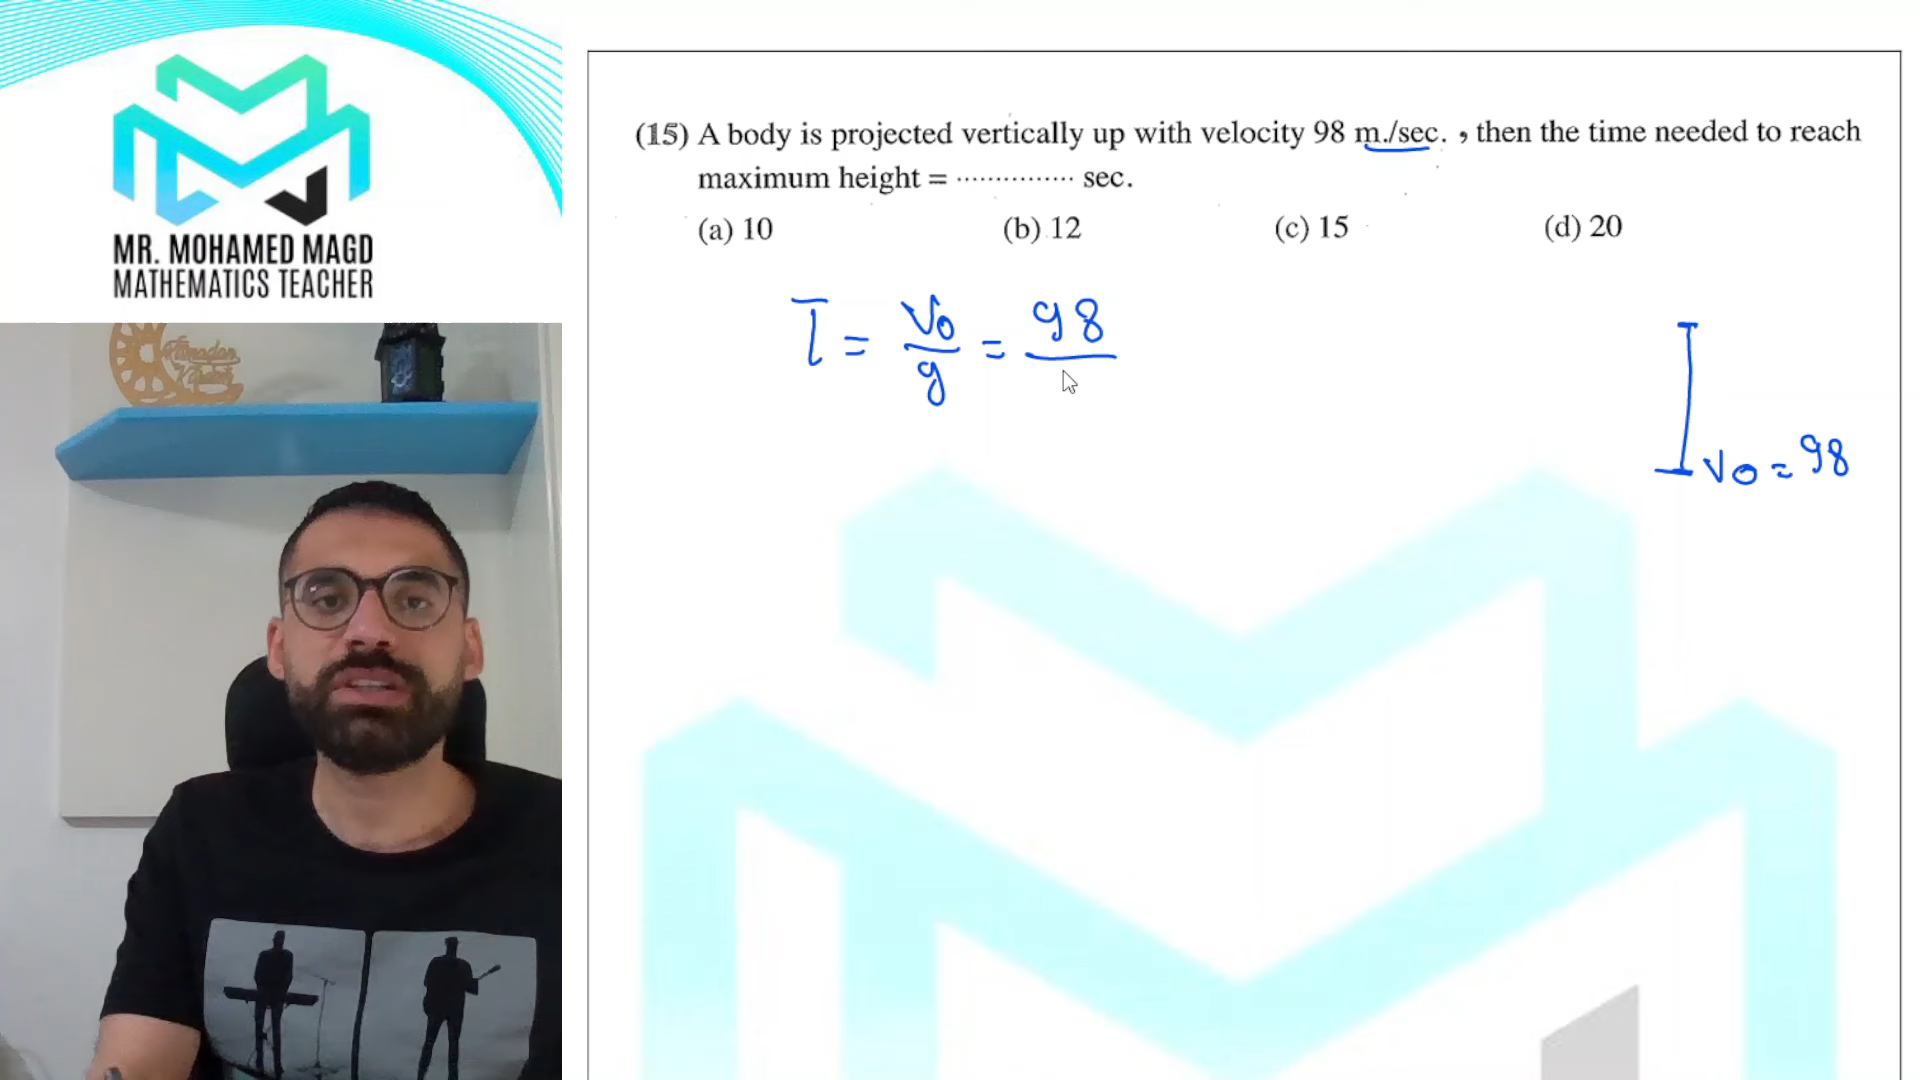 MR. MOHAMED MAGD
MATHEMATICS TEACHER
Ramadan
(15) A body is projected vertically up with velocity 98 m./sec. , then the time needed to reach
maximum height = ............... sec.
(a) 10 (b) 12 (c) 15 (d) 20
T = v₀/g = 98
v₀ = 98